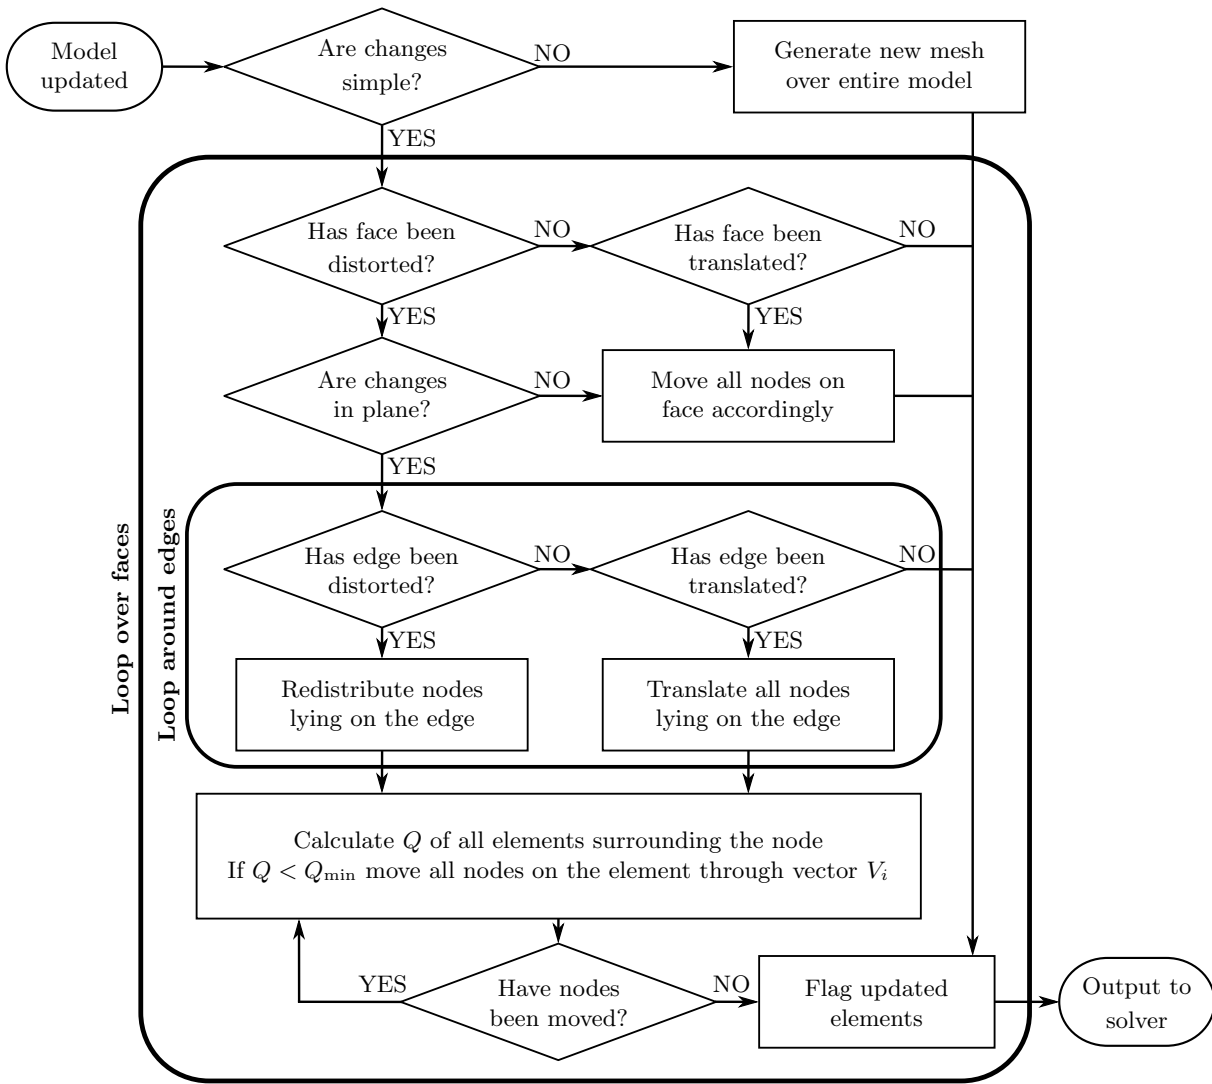 Model
updated
Are changes
simple?
NO
Generate new mesh
over entire model
YES
Has face been
distorted?
NO
Has face been
translated?
NO
YES
YES
Are changes
in plane?
NO
Move all nodes on
face accordingly
YES
Loop over faces
Loop around edges
Has edge been
distorted?
NO
Has edge been
translated?
NO
YES
YES
Redistribute nodes
lying on the edge
Translate all nodes
lying on the edge
Calculate Q of all elements surrounding the node
If Q < Q_min move all nodes on the element through vector V_i
YES
Have nodes
been moved?
NO
Flag updated
elements
Output to
solver